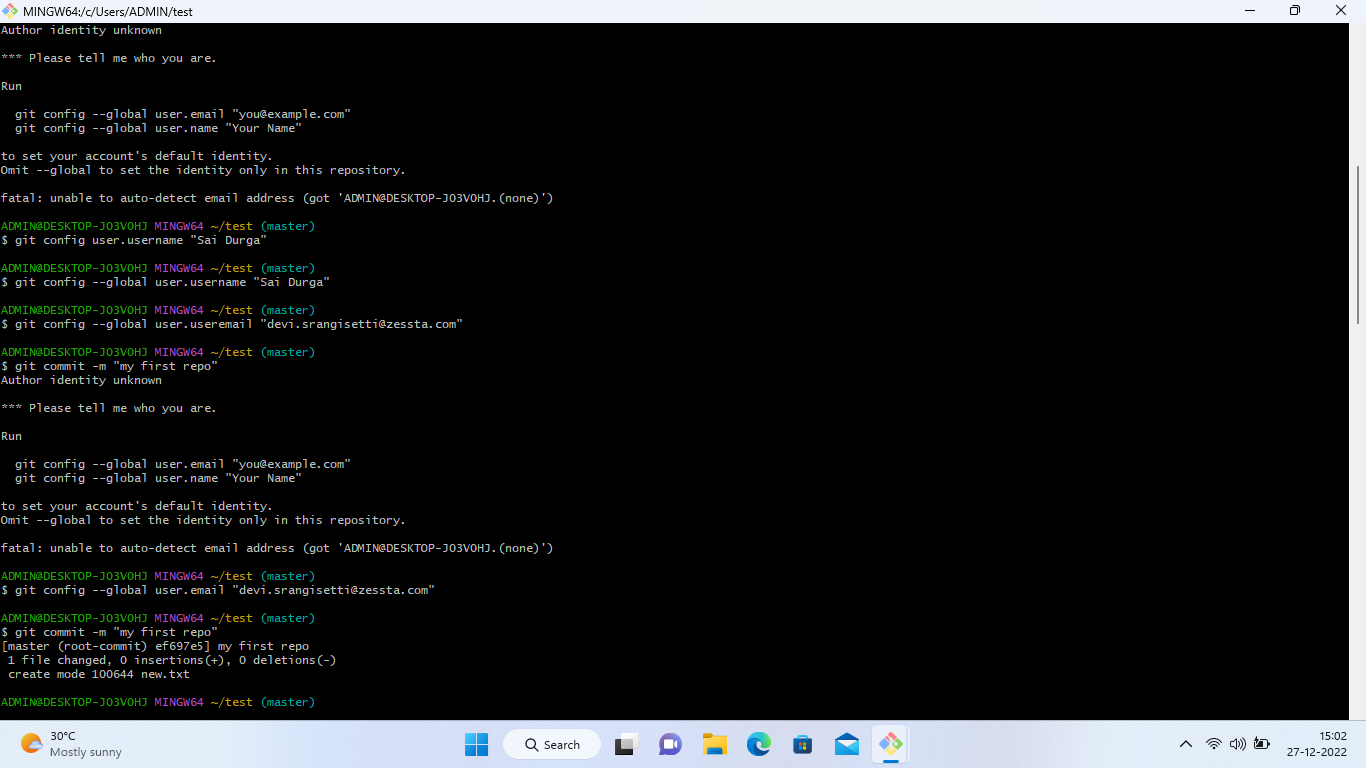 MINGW64:/c/Users/ADMIN/test
Author identity unknown
*** Please tell me who you are.
Run
git config --global user.email "you@example.com"
git config --global user.name "Your Name"
to set your account's default identity.
Omit --global to set the identity only in this repository.
fatal: unable to auto-detect email address (got 'ADMIN@DESKTOP-JO3VOHJ.(none)')
ADMIN@DESKTOP-JO3VOHJ MINGW64 ~/test (master)
$ git config user.username "Sai Durga"
ADMIN@DESKTOP-JO3VOHJ MINGW64 ~/test (master)
$ git config --global user.username "Sai Durga"
ADMIN@DESKTOP-JO3VOHJ MINGW64 ~/test (master)
$ git config --global user.useremail "devi.srangisetti@zessta.com"
ADMIN@DESKTOP-JO3VOHJ MINGW64 ~/test (master)
$ git commit -m "my first repo"
Author identity unknown
*** Please tell me who you are.
Run
git config --global user.email "you@example.com"
git config --global user.name "Your Name"
to set your account's default identity.
Omit --global to set the identity only in this repository.
fatal: unable to auto-detect email address (got 'ADMIN@DESKTOP-JO3VOHJ.(none)')
ADMIN@DESKTOP-JO3VOHJ MINGW64 ~/test (master)
$ git config --global user.email "devi.srangisetti@zessta.com"
ADMIN@DESKTOP-JO3VOHJ MINGW64 ~/test (master)
$ git commit -m "my first repo"
[master (root-commit) ef697e5] my first repo
1 file changed, 0 insertions(+), 0 deletions(-)
create mode 100644 new.txt
ADMIN@DESKTOP-JO3VOHJ MINGW64 ~/test (master)
30°C
Mostly sunny
Search
15:02
27-12-2022